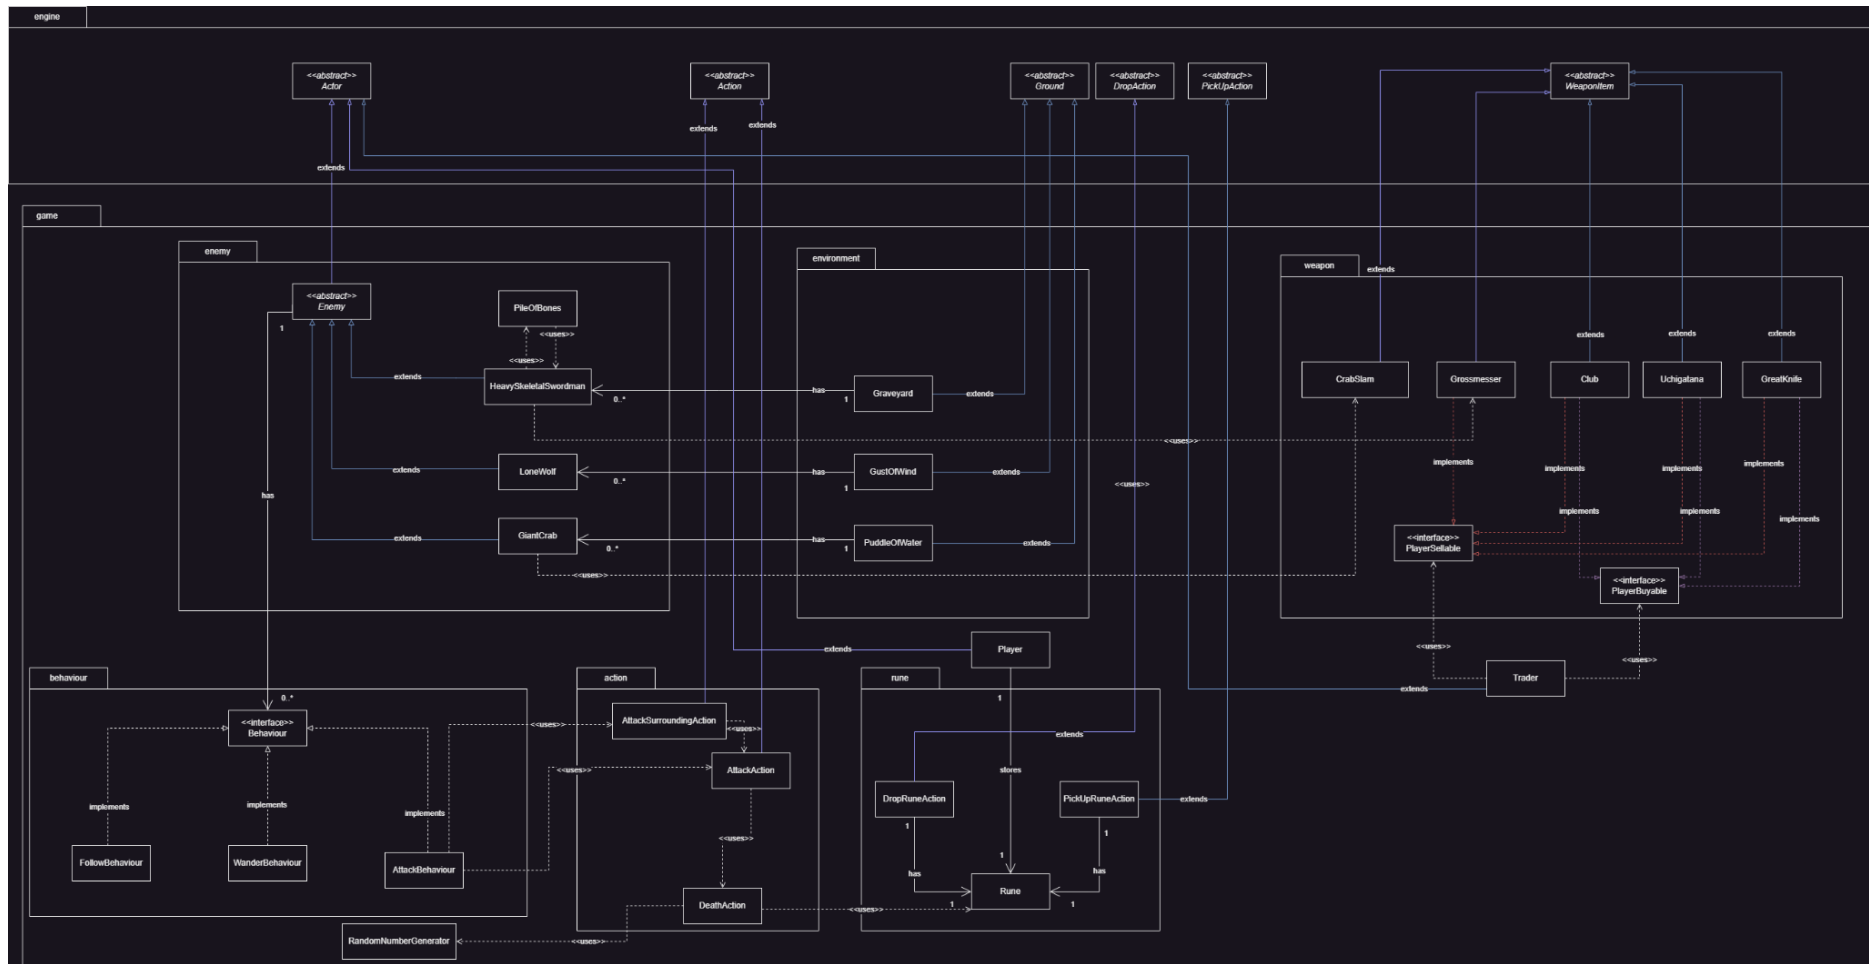 engine
<<abstract>>
Actor
<<abstract>>
Action
<<abstract>>
Ground
<<abstract>>
DropAction
<<abstract>>
PickUpAction
<<abstract>>
WeaponItem
extends
extends
extends
game
enemy
environment
weapon
extends
<<abstract>>
Enemy
1
PileOfBones
<<uses>>
<<uses>>
extends
extends
extends
HeavySkeletalSwordman
extends
0..*
has
1
Graveyard
extends
CrabSlam
Grossmesser
Club
Uchigatana
GreatKnife
<<uses>>
LoneWolf
extends
0..*
has
1
GustOfWind
extends
<<uses>>
implements
implements
implements
implements
has
GiantCrab
extends
0..*
has
1
PuddleOfWater
extends
implements
implements
implements
<<interface>>
PlayerSellable
<<uses>>
<<interface>>
PlayerBuyable
Player
extends
1
<<uses>>
<<uses>>
Trader
extends
behaviour
action
rune
0..*
<<interface>>
Behaviour
<<uses>>
AttackSurroundingAction
<<uses>>
extends
<<uses>>
AttackAction
stores
implements
implements
implements
DropRuneAction
1
PickUpRuneAction
1
extends
<<uses>>
FollowBehaviour
WanderBehaviour
AttackBehaviour
1
has
has
Rune
1
1
DeathAction
<<uses>>
RandomNumberGenerator
<<uses>>